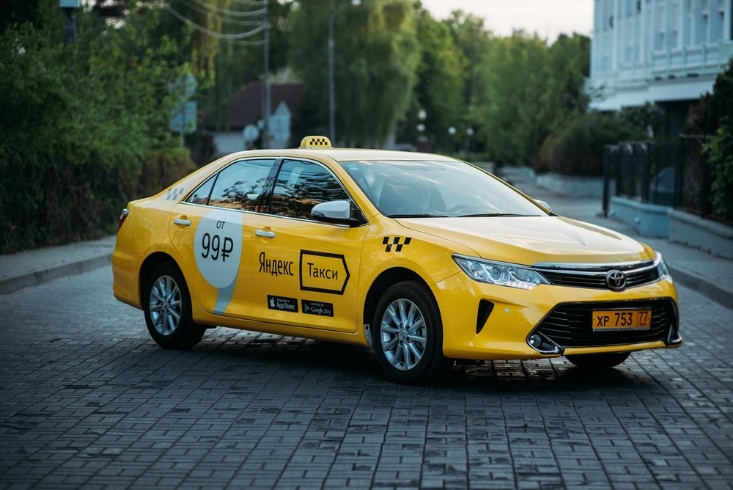 от
99₽
Яндекс
Такси
App Store
Google play
ХР 753 77